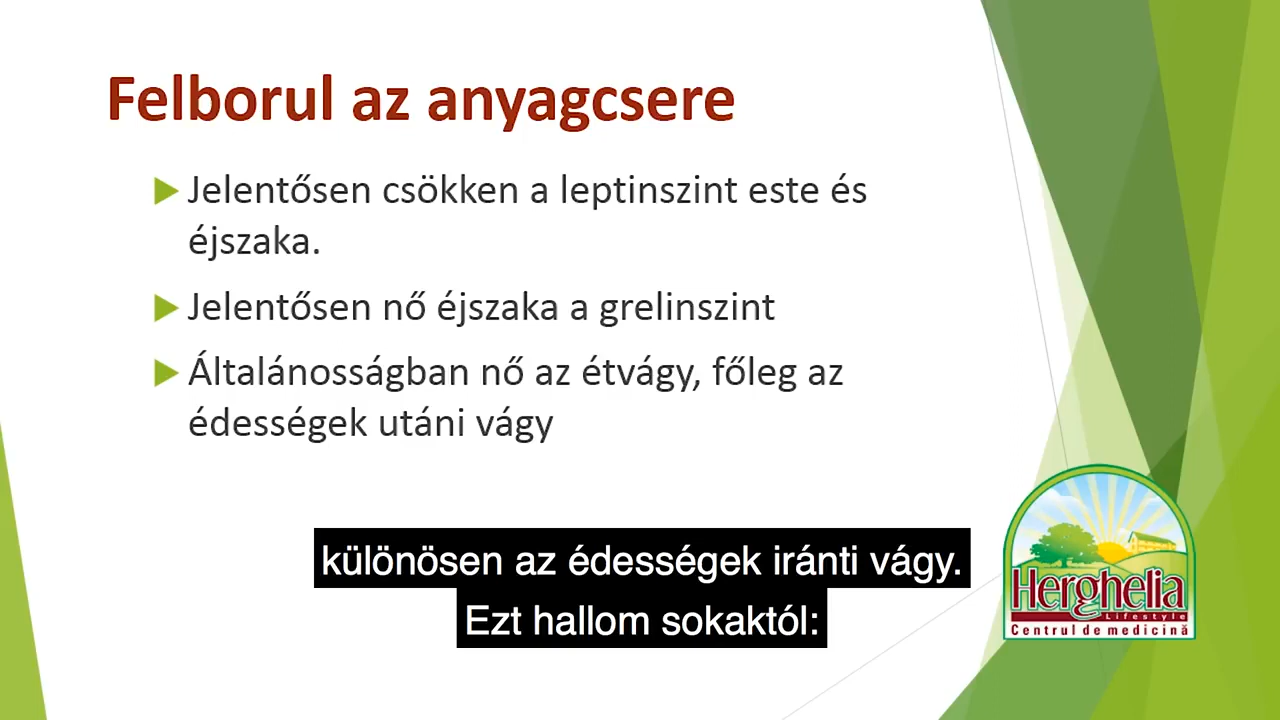 Felborul az anyagcsere
Jelentősen csökken a leptinszint este és
éjszaka.
Jelentősen nő éjszaka a grelinszint
Általánosságban nő az étvágy, főleg az
édességek utáni vágy
különösen az édességek iránti vágy.
Ezt hallom sokaktól:
Herghelia
Lifestyle
Centrul de medicină